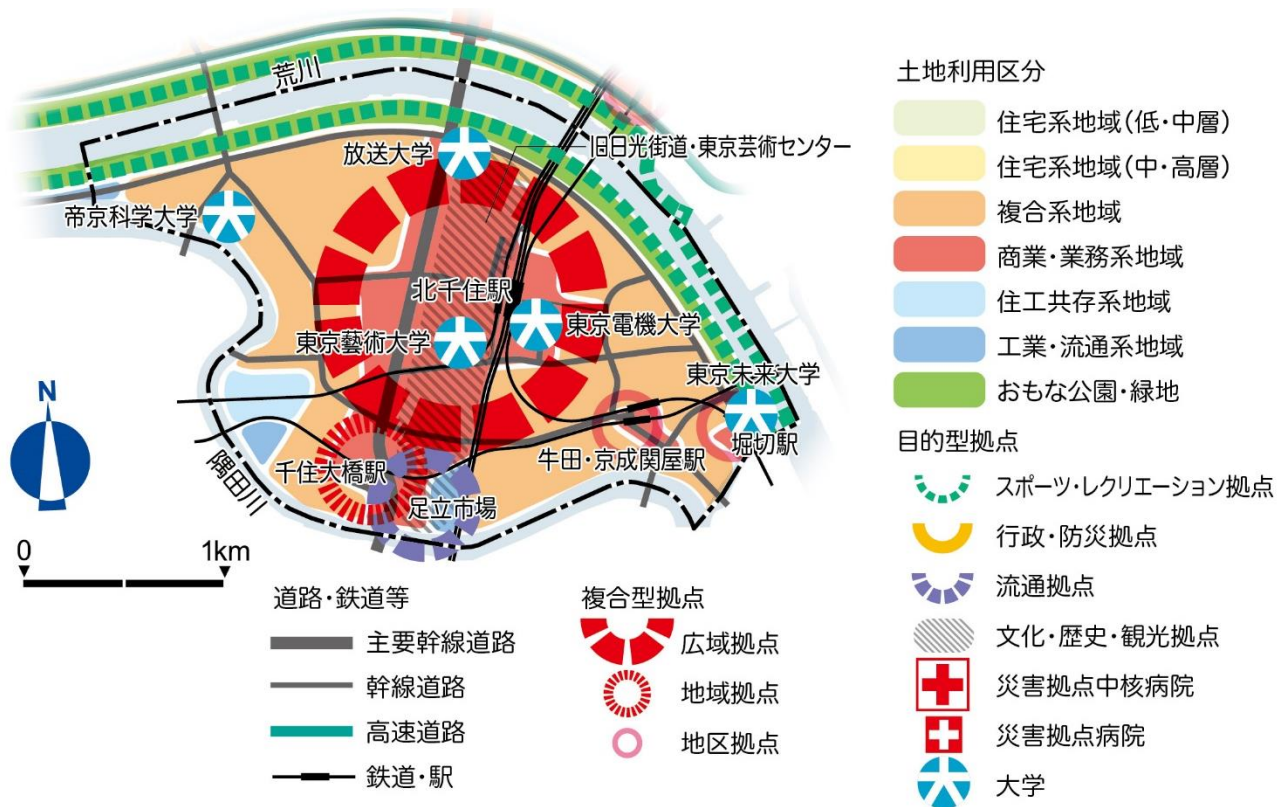 荒川
放送大学
旧日光街道・東京芸術センター
帝京科学大学
北千住駅
東京藝術大学
東京電機大学
東京未来大学
堀切駅
牛田・京成関屋駅
千住大橋駅
足立市場
隅田川
N
0
1km
道路・鉄道等
主要幹線道路
幹線道路
高速道路
鉄道・駅
複合型拠点
広域拠点
地域拠点
地区拠点
土地利用区分
住宅系地域(低・中層)
住宅系地域(中・高層)
複合系地域
商業・業務系地域
住工共存系地域
工業・流通系地域
おもな公園・緑地
目的型拠点
スポーツ・レクリエーション拠点
行政・防災拠点
流通拠点
文化・歴史・観光拠点
災害拠点中核病院
災害拠点病院
大学